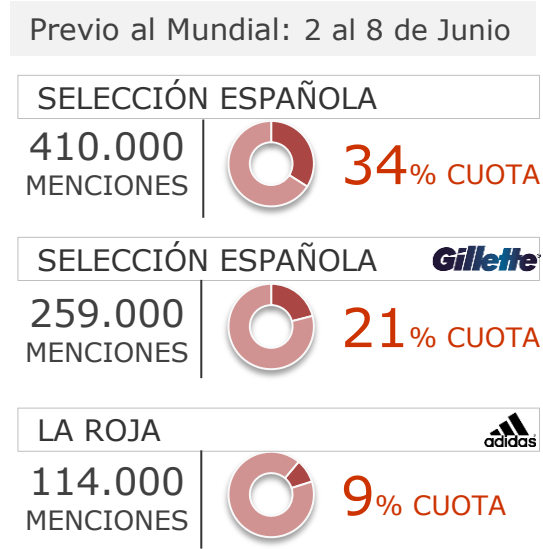 Previo al Mundial: 2 al 8 de Junio
SELECCIÓN ESPAÑOLA
410.000
MENCIONES
34% CUOTA
SELECCIÓN ESPAÑOLA Gillette
259.000
MENCIONES
21% CUOTA
LA ROJA adidas
114.000
MENCIONES
9% CUOTA